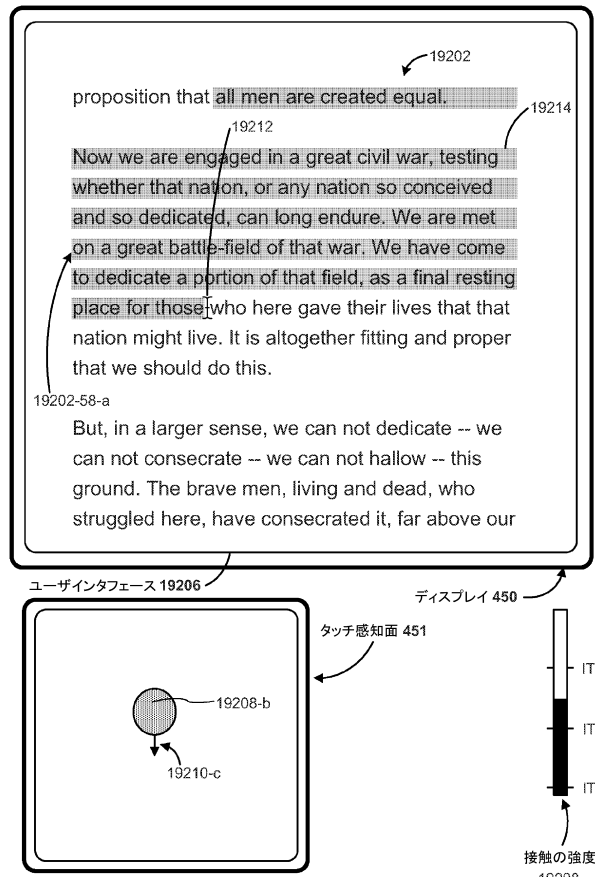 19202
proposition that all men are created equal.
19214
19212
Now we are engaged in a great civil war, testing
whether that nation, or any nation so conceived
and so dedicated, can long endure. We are met
on a great battle-field of that war. We have come
to dedicate a portion of that field, as a final resting
place for those who here gave their lives that that
nation might live. It is altogether fitting and proper
that we should do this.
19202-58-a
But, in a larger sense, we can not dedicate -- we
can not consecrate -- we can not hallow -- this
ground. The brave men, living and dead, who
struggled here, have consecrated it, far above our
ユーザインタフェース 19206
ディスプレイ 450
タッチ感知面 451
19208-b
19210-c
IT
IT
IT
接触の強度